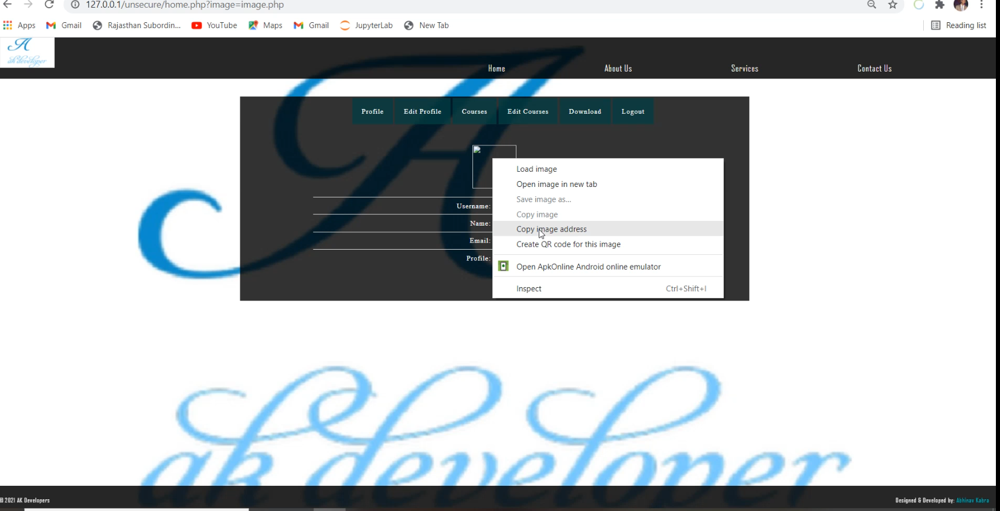 127.0.0.1/unsecure/home.php?image=image.php
Apps Gmail Rajasthan Subordin... YouTube Maps Gmail JupyterLab New Tab Reading list
A
ak developer
Home About Us Services Contact Us
Profile Edit Profile Courses Edit Courses Download Logout
Load image
Open image in new tab
Save image as...
Username:
Copy image
Name:
Copy image address
Email:
Create QR code for this image
Profile:
Open ApkOnline Android online emulator
Inspect Ctrl+Shift+I
A
ak developer
© 2021 AK Developers Designed & Developed by: Abhinav Kabra